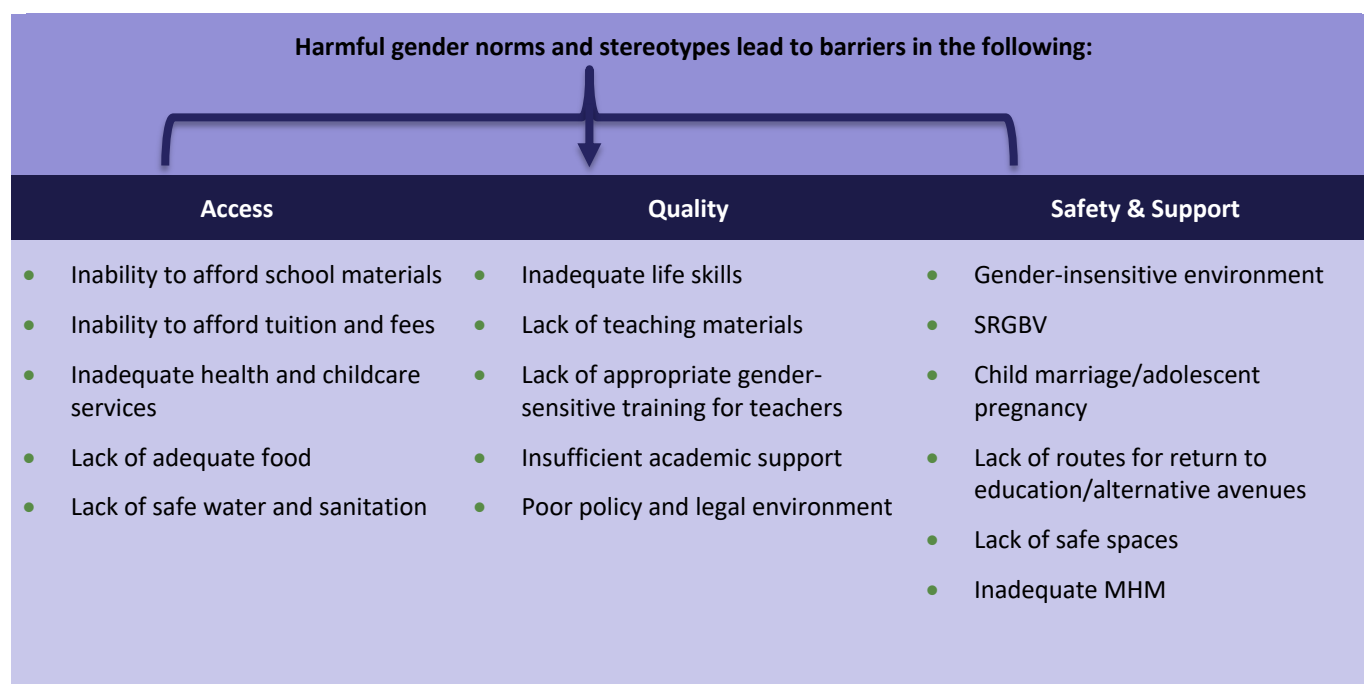 Harmful gender norms and stereotypes lead to barriers in the following:
Access
Quality
Safety & Support
• Inability to afford school materials
• Inability to afford tuition and fees
• Inadequate health and childcare
services
• Lack of adequate food
• Lack of safe water and sanitation
• Inadequate life skills
• Lack of teaching materials
• Lack of appropriate gender-
sensitive training for teachers
• Insufficient academic support
• Poor policy and legal environment
• Gender-insensitive environment
• SRGBV
• Child marriage/adolescent
pregnancy
• Lack of routes for return to
education/alternative avenues
• Lack of safe spaces
• Inadequate MHM